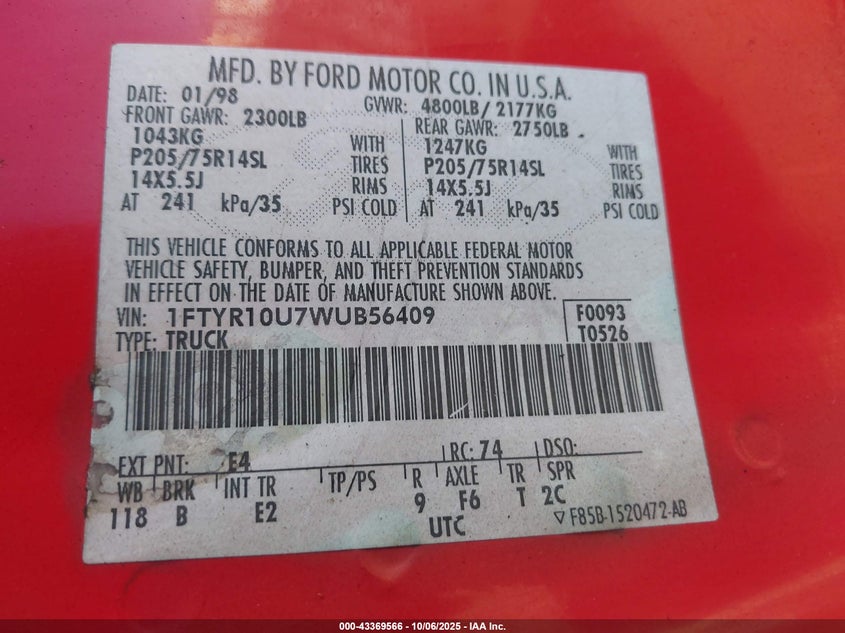 MFD. BY FORD MOTOR CO. IN U.S.A.
DATE: 01/98 GVWR: 4800LB/ 2177KG
FRONT GAWR: 2300LB REAR GAWR: 2750LB
1043KG WITH 1247KG WITH
P205/75R14SL TIRES P205/75R14SL TIRES
14X5.5J RIMS 14X5.5J RIMS
AT 241 kPa/35 PSI COLD AT 241 kPa/35 PSI COLD
THIS VEHICLE CONFORMS TO ALL APPLICABLE FEDERAL MOTOR
VEHICLE SAFETY, BUMPER, AND THEFT PREVENTION STANDARDS
IN EFFECT ON THE DATE OF MANUFACTURE SHOWN ABOVE.
VIN: 1FTYR10U7WUB56409 F0093
TYPE: TRUCK T0526
EXT PNT: E4 RC: 74 DSO:
WB BRK INT TR TP/PS R AXLE TR SPR
118 B E2 9 F6 T 2C
UTC ▽F85B-1520472-AB
000-43369566 | 10/06/2025 - IAA Inc.